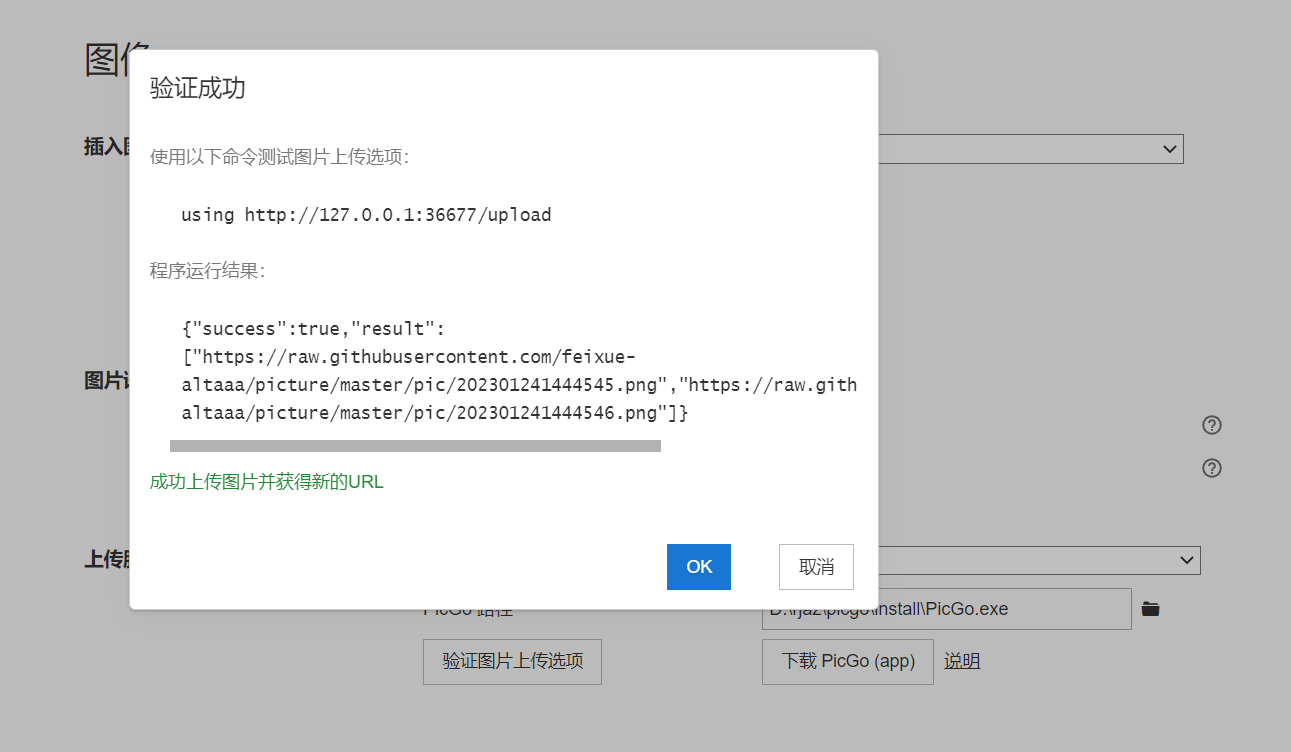 图像
验证成功
插入
使用以下命令测试图片上传选项：
using http://127.0.0.1:36677/upload
程序运行结果：
{"success":true,"result":
["https://raw.githubusercontent.com/feixue-
altaaa/picture/master/pic/202301241444545.png","https://raw.gith
altaaa/picture/master/pic/202301241444546.png"]}
图片
成功上传图片并获得新的URL
上传
OK
取消
PicGo 路径
D:\rjaz\picgo\install\PicGo.exe
验证图片上传选项
下载 PicGo (app)
说明